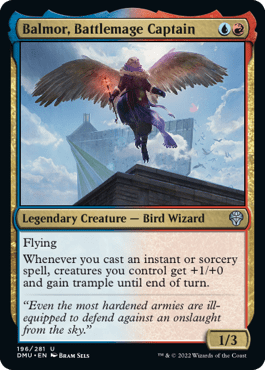 Balmor, Battlemage Captain
Legendary Creature — Bird Wizard
Flying
Whenever you cast an instant or
sorcery spell, creatures you control get +1/+0
and gain trample until end of turn.
“Even the most hardened armies are ill-
equipped to defend against an onslaught
from the sky.”
1/3
196/281 U
DMU • EN Bram Sels
™ & © 2022 Wizards of the Coast